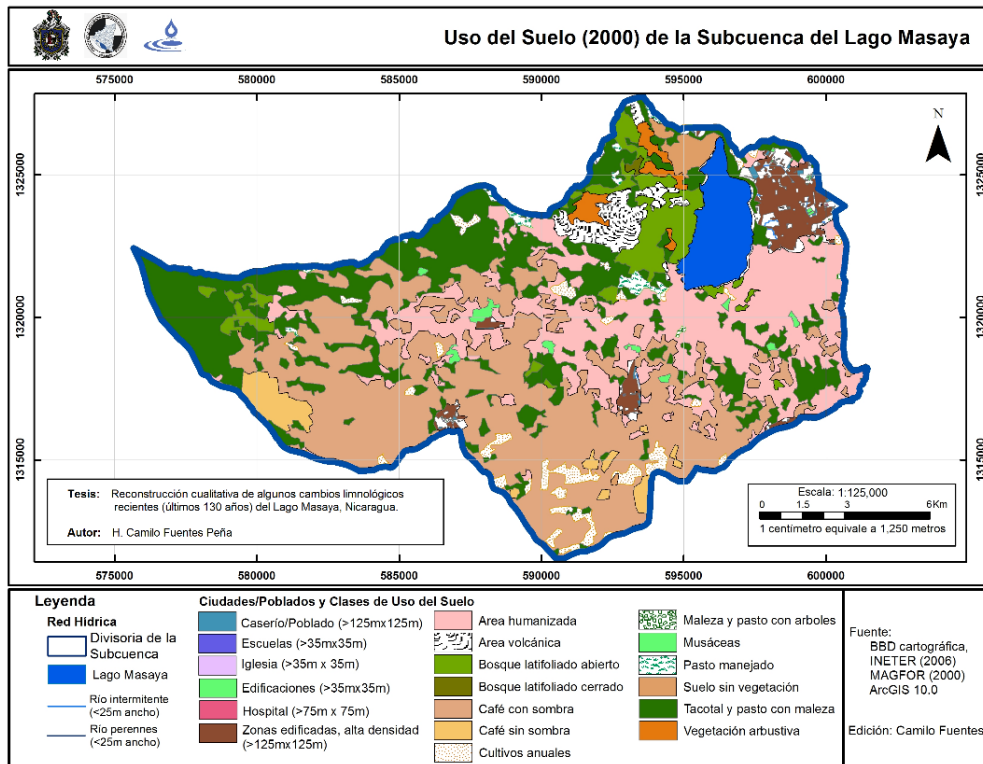 Uso del Suelo (2000) de la Subcuenca del Lago Masaya
575000 580000 585000 590000 595000 600000
N
1325000 1325000
1320000 1320000
1315000 1315000
Tesis: Reconstrucción cualitativa de algunos cambios limnológicos
recientes (últimos 130 años) del Lago Masaya, Nicaragua.
Autor: H. Camilo Fuentes Peña
Escala: 1:125,000
0 1.5 3 6Km
1 centímetro equivale a 1,250 metros
575000 580000 585000 590000 595000 600000
Leyenda
Red Hídrica
Divisoria de la
Subcuenca
Lago Masaya
Río intermitente
(<25m ancho)
Río perennes
(<25m ancho)
Ciudades/Poblados y Clases de Uso del Suelo
Caserío/Poblado (>125mx125m)
Escuelas (>35mx35m)
Iglesia (>35m x 35m)
Edificaciones (>35mx35m)
Hospital (>75m x 75m)
Zonas edificadas, alta densidad
(>125mx125m)
Area humanizada
Area volcánica
Bosque latifoliado abierto
Bosque latifoliado cerrado
Café con sombra
Café sin sombra
Cultivos anuales
Maleza y pasto con arboles
Musáceas
Pasto manejado
Suelo sin vegetación
Tacotal y pasto con maleza
Vegetación arbustiva
Fuente:
BBD cartográfica,
INETER (2006)
MAGFOR (2000)
ArcGIS 10.0
Edición: Camilo Fuentes